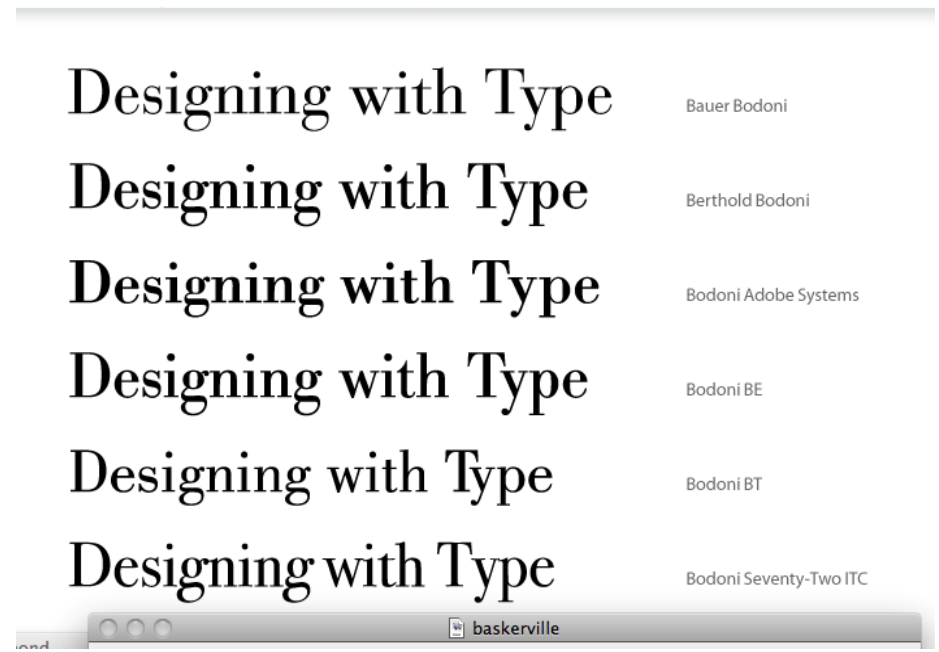 Designing with Type Bauer Bodoni
Designing with Type Berthold Bodoni
Designing with Type Bodoni Adobe Systems
Designing with Type Bodoni BE
Designing with Type Bodoni BT
Designing with Type Bodoni Seventy-Two ITC
baskerville